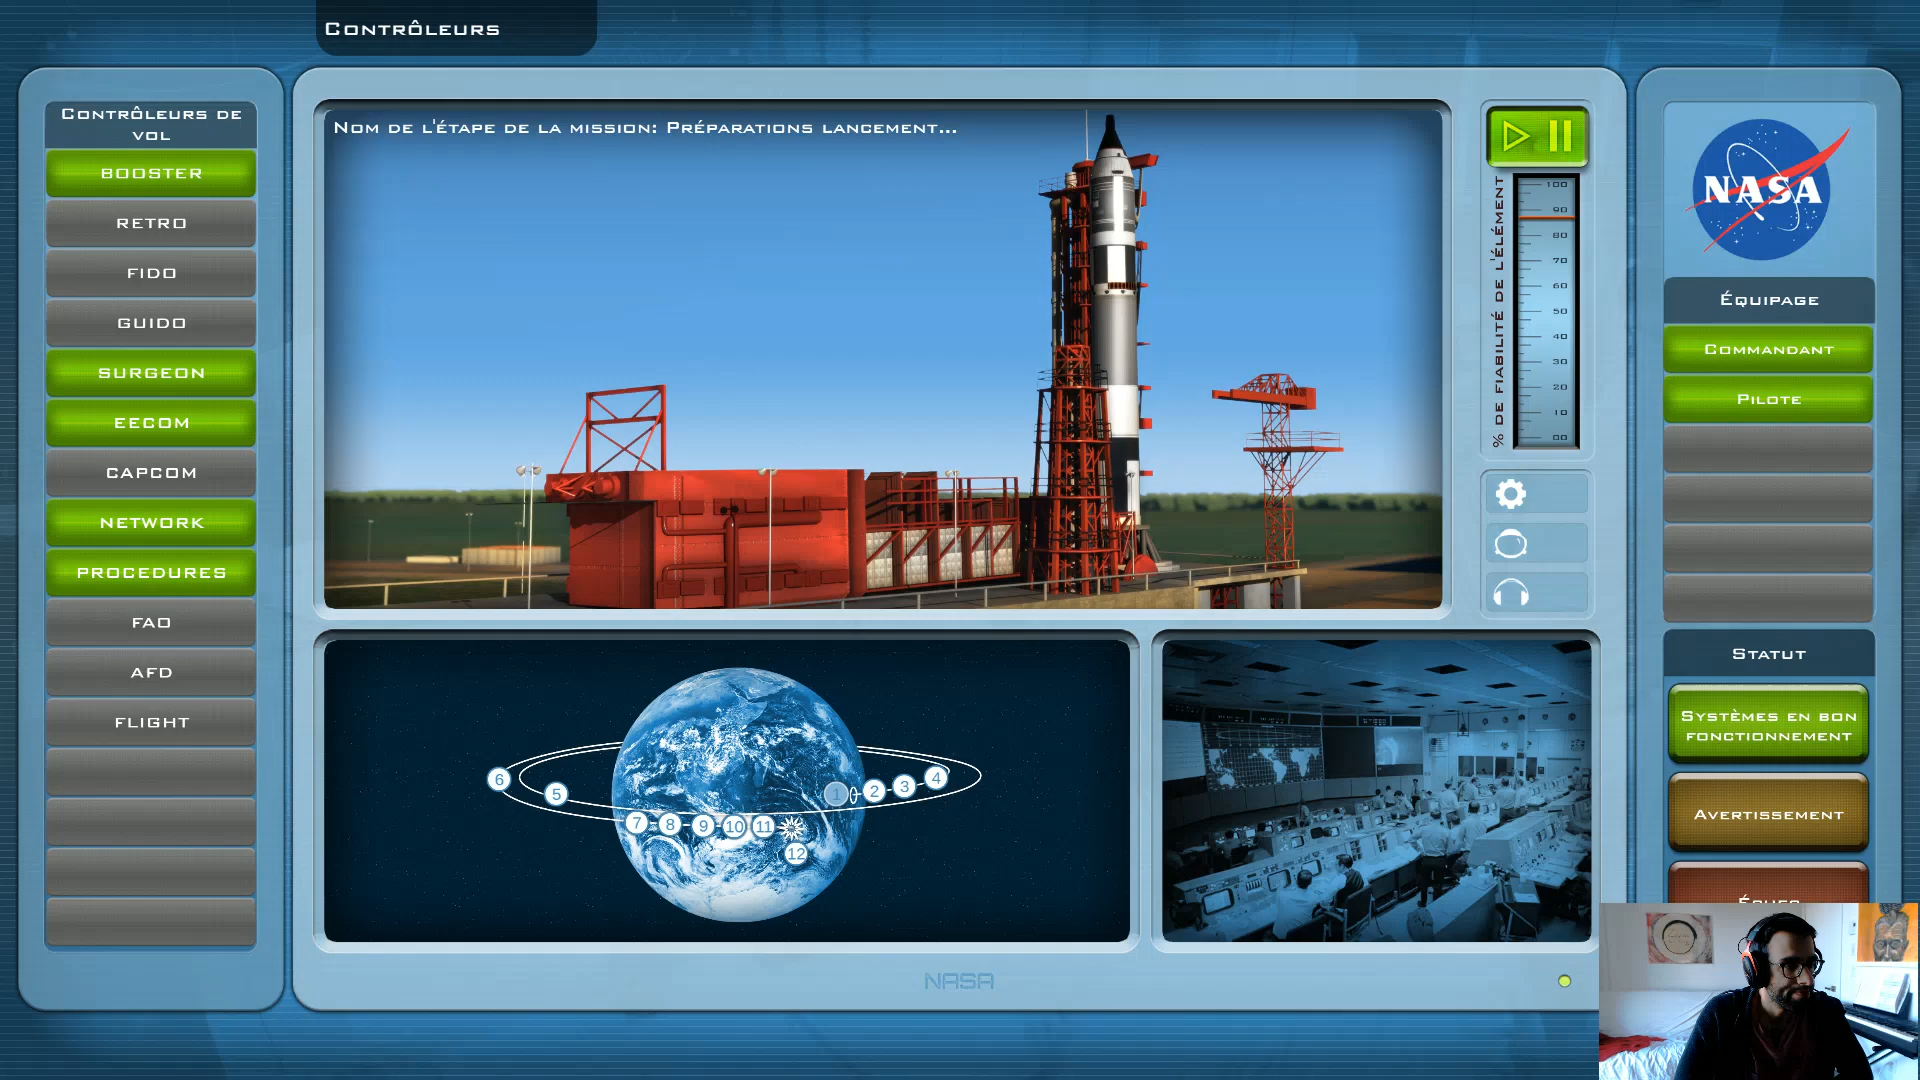 Contrôleurs
Contrôleurs de
vol
BOOSTER
RETRO
FIDO
GUIDO
SURGEON
EECOM
CAPCOM
NETWORK
PROCEDURES
FAO
AFD
FLIGHT
Nom de l'étape de la mission: Préparations lancement...
% de fiabilité de l'élément
100
90
80
70
60
50
40
30
20
10
00
NASA
Équipage
Commandant
Pilote
Statut
Systèmes en bon
fonctionnement
Avertissement
1
2
3
4
5
6
7
8
9
10
11
12
NASA